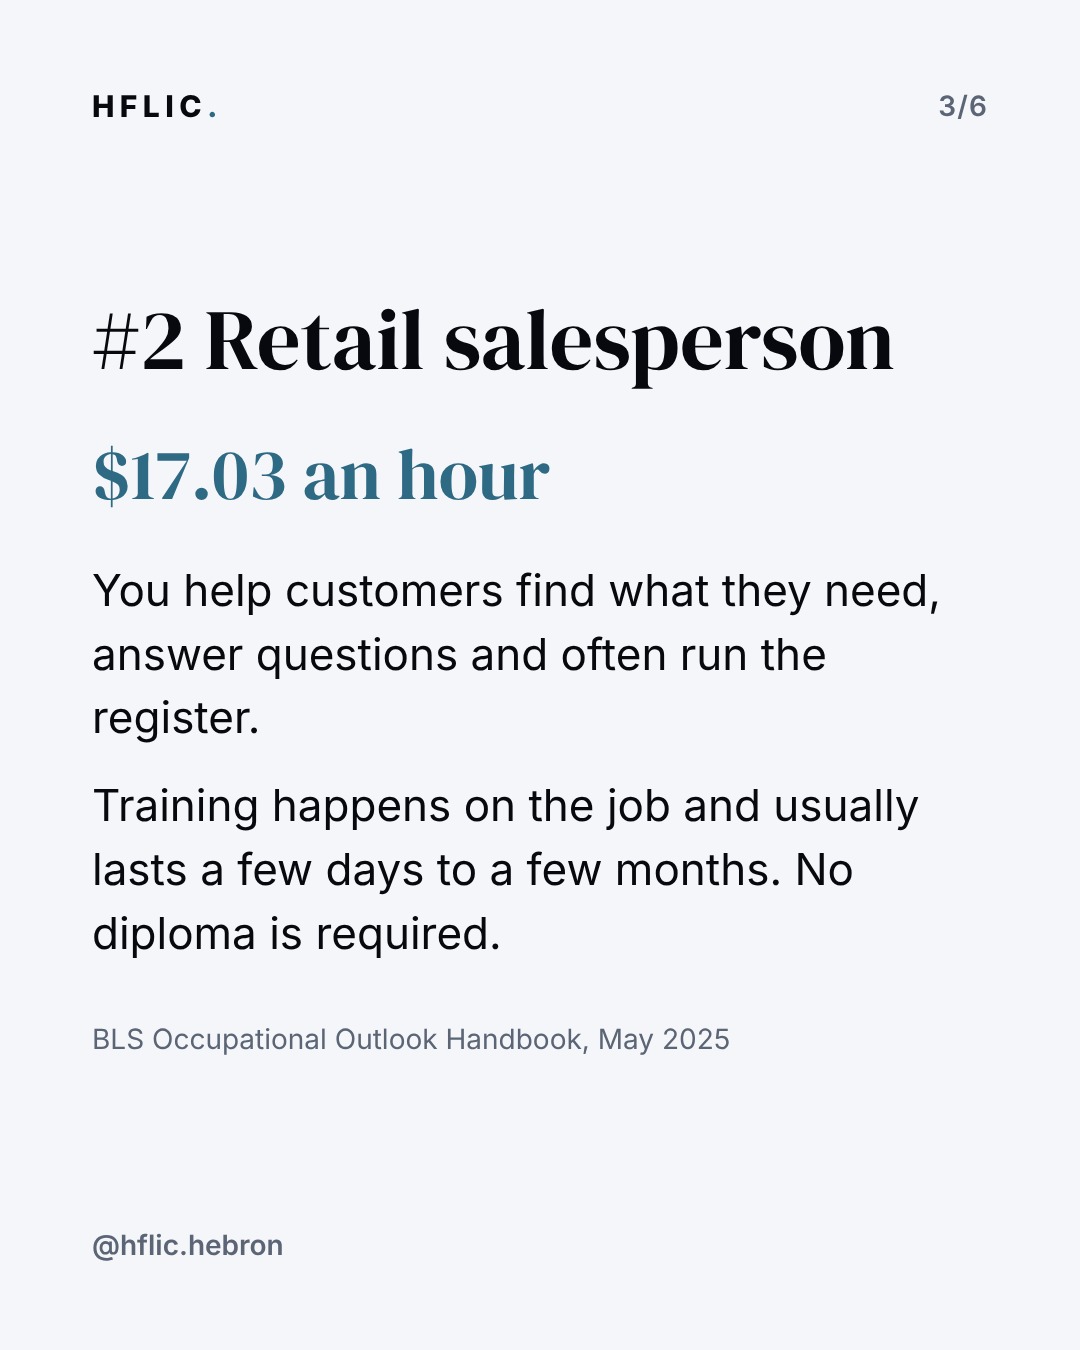 HFLIC.
3/6
#2 Retail salesperson
$17.03 an hour
You help customers find what they need,
answer questions and often run the
register.
Training happens on the job and usually
lasts a few days to a few months. No
diploma is required.
BLS Occupational Outlook Handbook, May 2025
@hflic.hebron